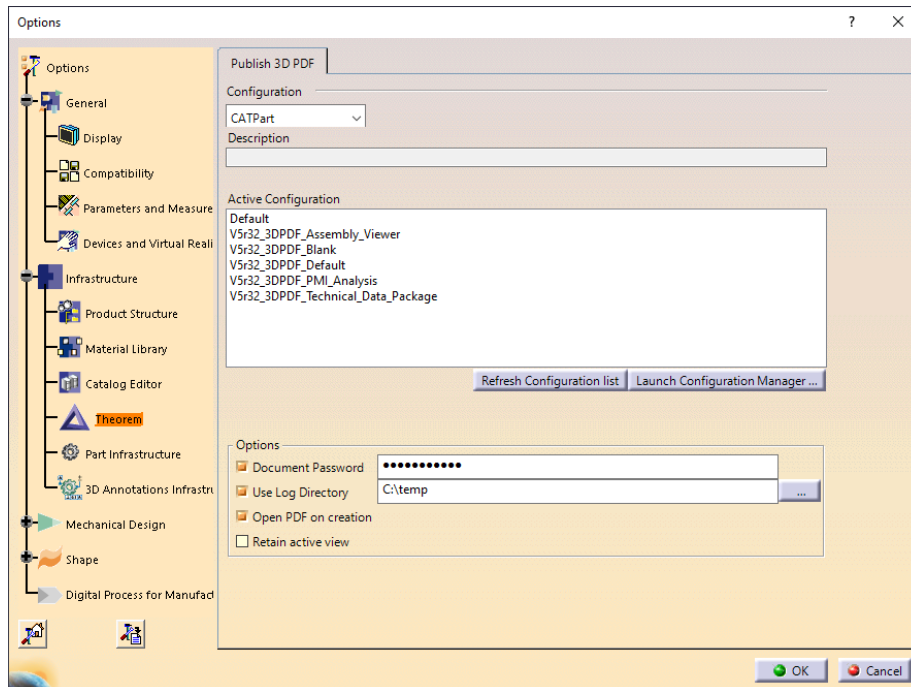 Options
?
Options
General
Display
Compatibility
Parameters and Measure
Devices and Virtual Reali
Infrastructure
Product Structure
Material Library
Catalog Editor
Theorem
Part Infrastructure
3D Annotations Infrastru
Mechanical Design
Shape
Digital Process for Manufact
Publish 3D PDF
Configuration
CATPart
Description
Active Configuration
Default
V5r32_3DPDF_Assembly_Viewer
V5r32_3DPDF_Blank
V5r32_3DPDF_Default
V5r32_3DPDF_PMI_Analysis
V5r32_3DPDF_Technical_Data_Package
Refresh Configuration list
Launch Configuration Manager ...
Options
Document Password
●●●●●●●●●●●
Use Log Directory
C:\temp
...
Open PDF on creation
Retain active view
OK
Cancel